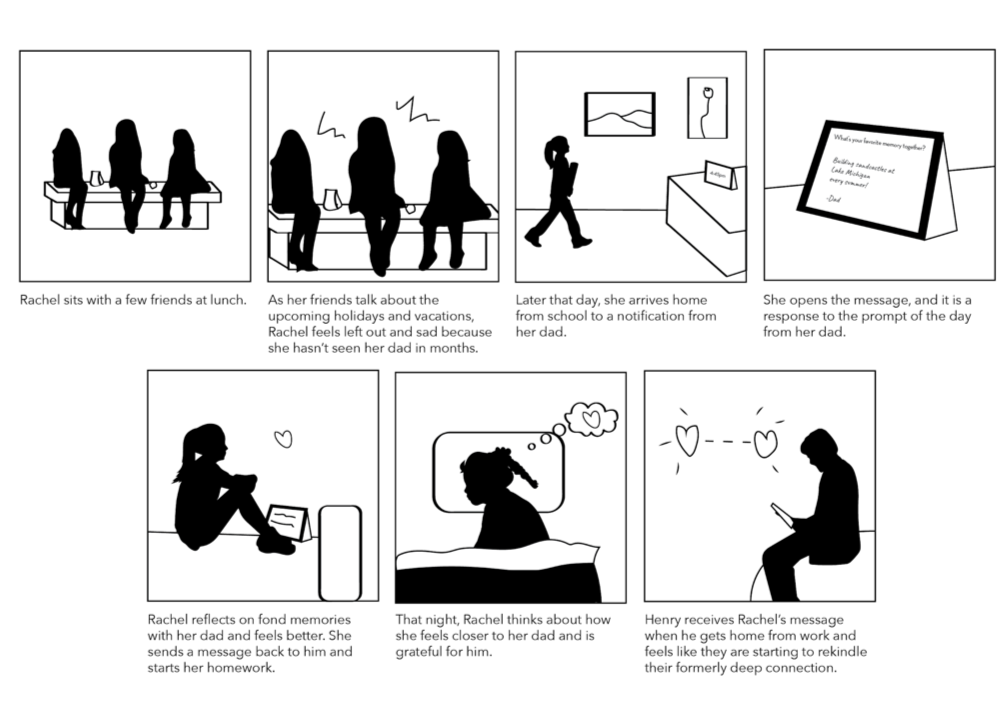 Rachel sits with a few friends at lunch.
As her friends talk about the
upcoming holidays and vacations,
Rachel feels left out and sad because
she hasn't seen her dad in months.
Later that day, she arrives home
from school to a notification from
her dad.
What's your favorite memory together?
Building sandcastles at
Lake Michigan
every summer!
-Dad
She opens the message, and it is a
response to the prompt of the day
from her dad.
Rachel reflects on fond memories
with her dad and feels better. She
sends a message back to him and
starts her homework.
That night, Rachel thinks about how
she feels closer to her dad and is
grateful for him.
Henry receives Rachel's message
when he gets home from work and
feels like they are starting to rekindle
their formerly deep connection.